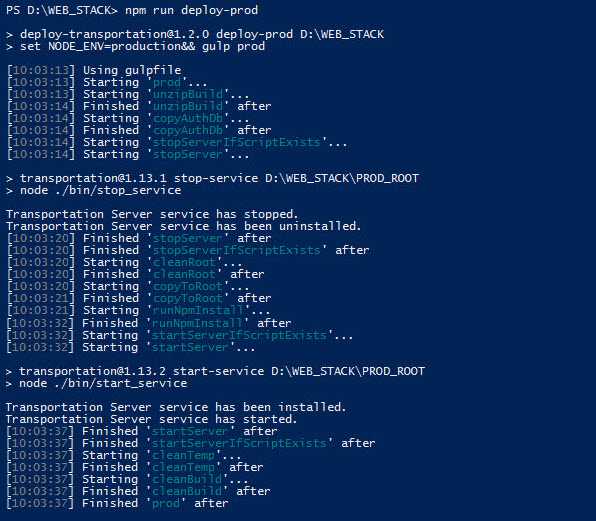 PS D:\WEB_STACK> npm run deploy-prod
> deploy-transportation@1.2.0 deploy-prod D:\WEB_STACK
> set NODE_ENV=production&& gulp prod
[10:03:13] Using gulpfile
[10:03:13] Starting 'prod'...
[10:03:13] Starting 'unzipBuild'...
[10:03:14] Finished 'unzipBuild' after
[10:03:14] Starting 'copyAuthDb'...
[10:03:14] Finished 'copyAuthDb' after
[10:03:14] Starting 'stopServerIfScriptExists'...
[10:03:14] Starting 'stopServer'...
> transportation@1.13.1 stop-service D:\WEB_STACK\PROD_ROOT
> node ./bin/stop_service
Transportation Server service has stopped.
Transportation Server service has been uninstalled.
[10:03:20] Finished 'stopServer' after
[10:03:20] Finished 'stopServerIfScriptExists' after
[10:03:20] Starting 'cleanRoot'...
[10:03:20] Finished 'cleanRoot' after
[10:03:20] Starting 'copyToRoot'...
[10:03:21] Finished 'copyToRoot' after
[10:03:21] Starting 'runNpmInstall'...
[10:03:32] Finished 'runNpmInstall' after
[10:03:32] Starting 'startServerIfScriptExists'...
[10:03:32] Starting 'startServer'...
> transportation@1.13.2 start-service D:\WEB_STACK\PROD_ROOT
> node ./bin/start_service
Transportation Server service has been installed.
Transportation Server service has started.
[10:03:37] Finished 'startServer' after
[10:03:37] Finished 'startServerIfScriptExists' after
[10:03:37] Starting 'cleanTemp'...
[10:03:37] Finished 'cleanTemp' after
[10:03:37] Starting 'cleanBuild'...
[10:03:37] Finished 'cleanBuild' after
[10:03:37] Finished 'prod' after